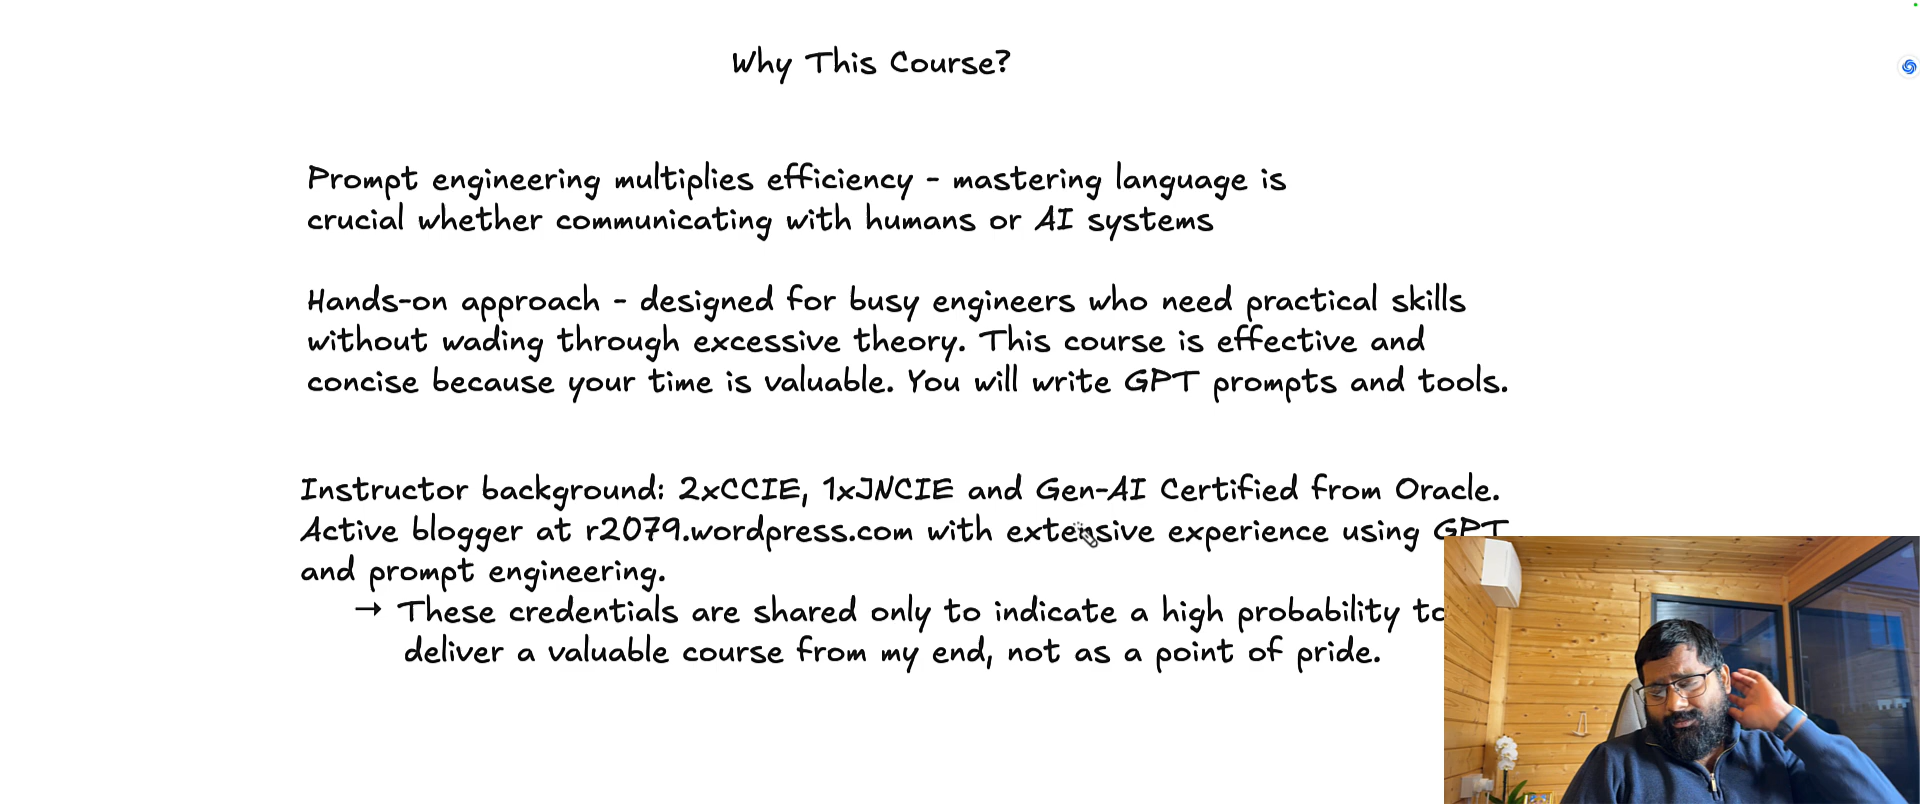 Why This Course?
Prompt engineering multiplies efficiency - mastering language is
crucial whether communicating with humans or AI systems
Hands-on approach - designed for busy engineers who need practical skills
without wading through excessive theory. This course is effective and
concise because your time is valuable. You will write GPT prompts and tools.
Instructor background: 2xCCIE, 1xJNCIE and Gen-AI Certified from Oracle.
Active blogger at r2079.wordpress.com with extensive experience using GPT
and prompt engineering.
→ These credentials are shared only to indicate a high probability to
deliver a valuable course from my end, not as a point of pride.